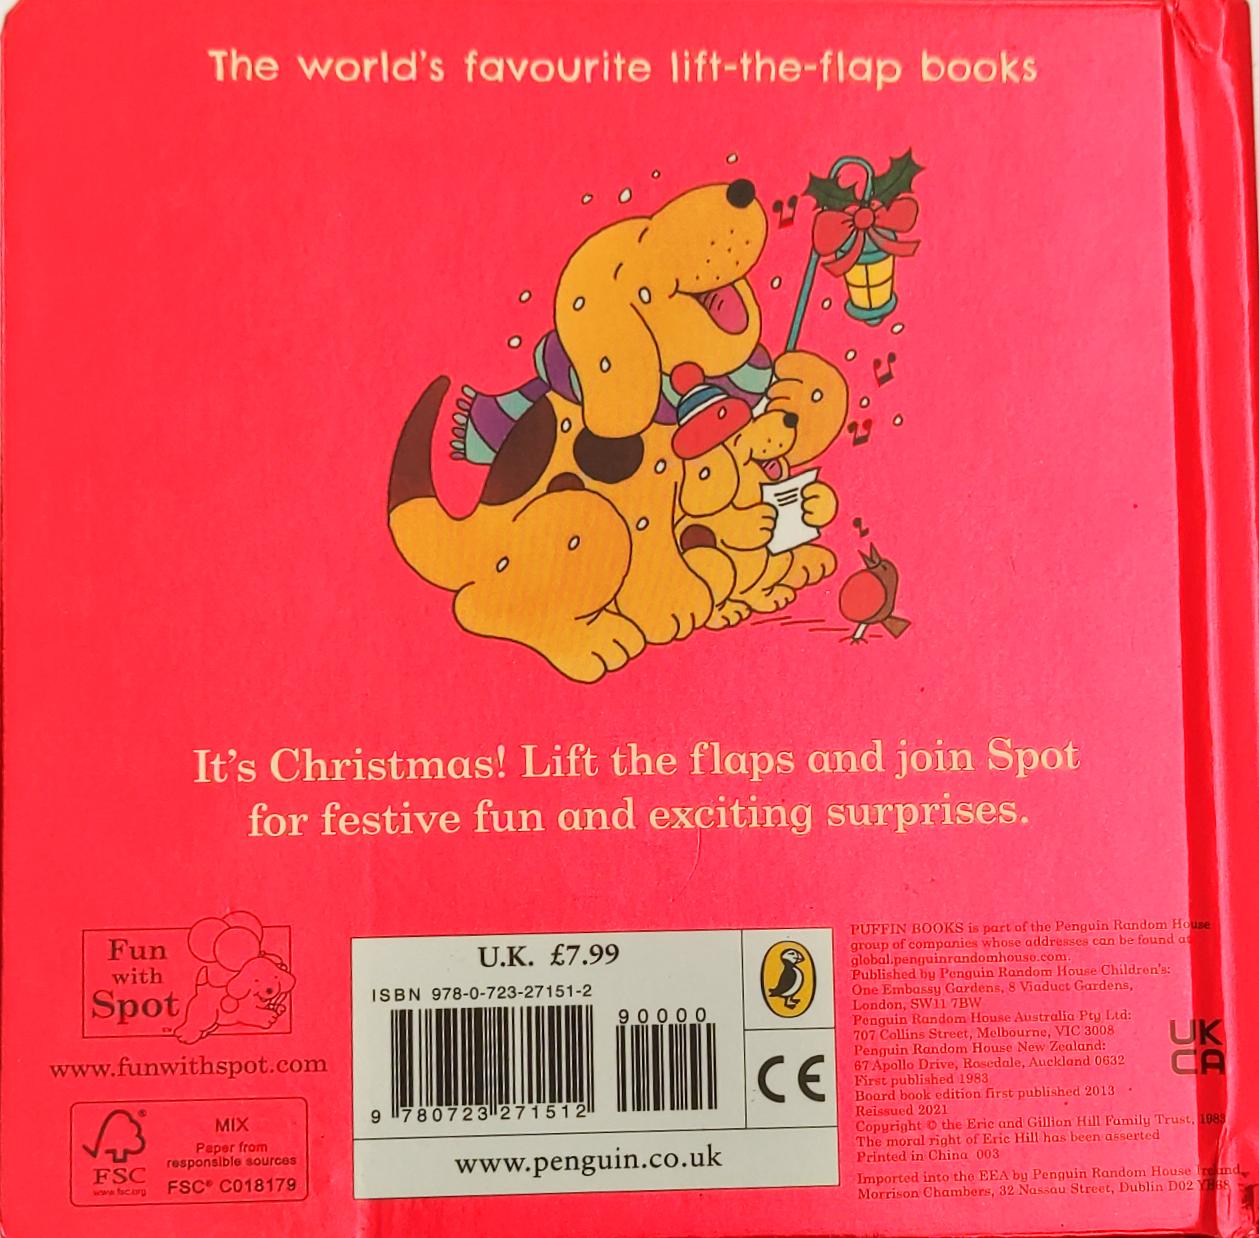 The world's favourite lift-the-flap books
It's Christmas! Lift the flaps and join Spot
for festive fun and exciting surprises.
Fun
with
Spot
www.funwithspot.com
FSC
www.fsc.org
MIX
Paper from
responsible sources
FSC® C018179
U.K. £7.99
ISBN 978-0-723-27151-2
90000
9 780723 271512
CE
www.penguin.co.uk
PUFFIN BOOKS is part of the Penguin Random House
group of companies whose addresses can be found at
global.penguinrandomhouse.com.
Published by Penguin Random House Children's:
One Embassy Gardens, 8 Viaduct Gardens,
London, SW11 7BW
Penguin Random House Australia Pty Ltd:
707 Collins Street, Melbourne, VIC 3008
Penguin Random House New Zealand:
67 Apollo Drive, Rosedale, Auckland 0632
First published 1983
Board book edition first published 2013
Reissued 2021
Copyright © the Eric and Gillian Hill Family Trust, 1983
The moral right of Eric Hill has been asserted
Printed in China 003
Imported into the EEA by Penguin Random House Ireland,
Morrison Chambers, 32 Nassau Street, Dublin D02 YH68
UK
CA